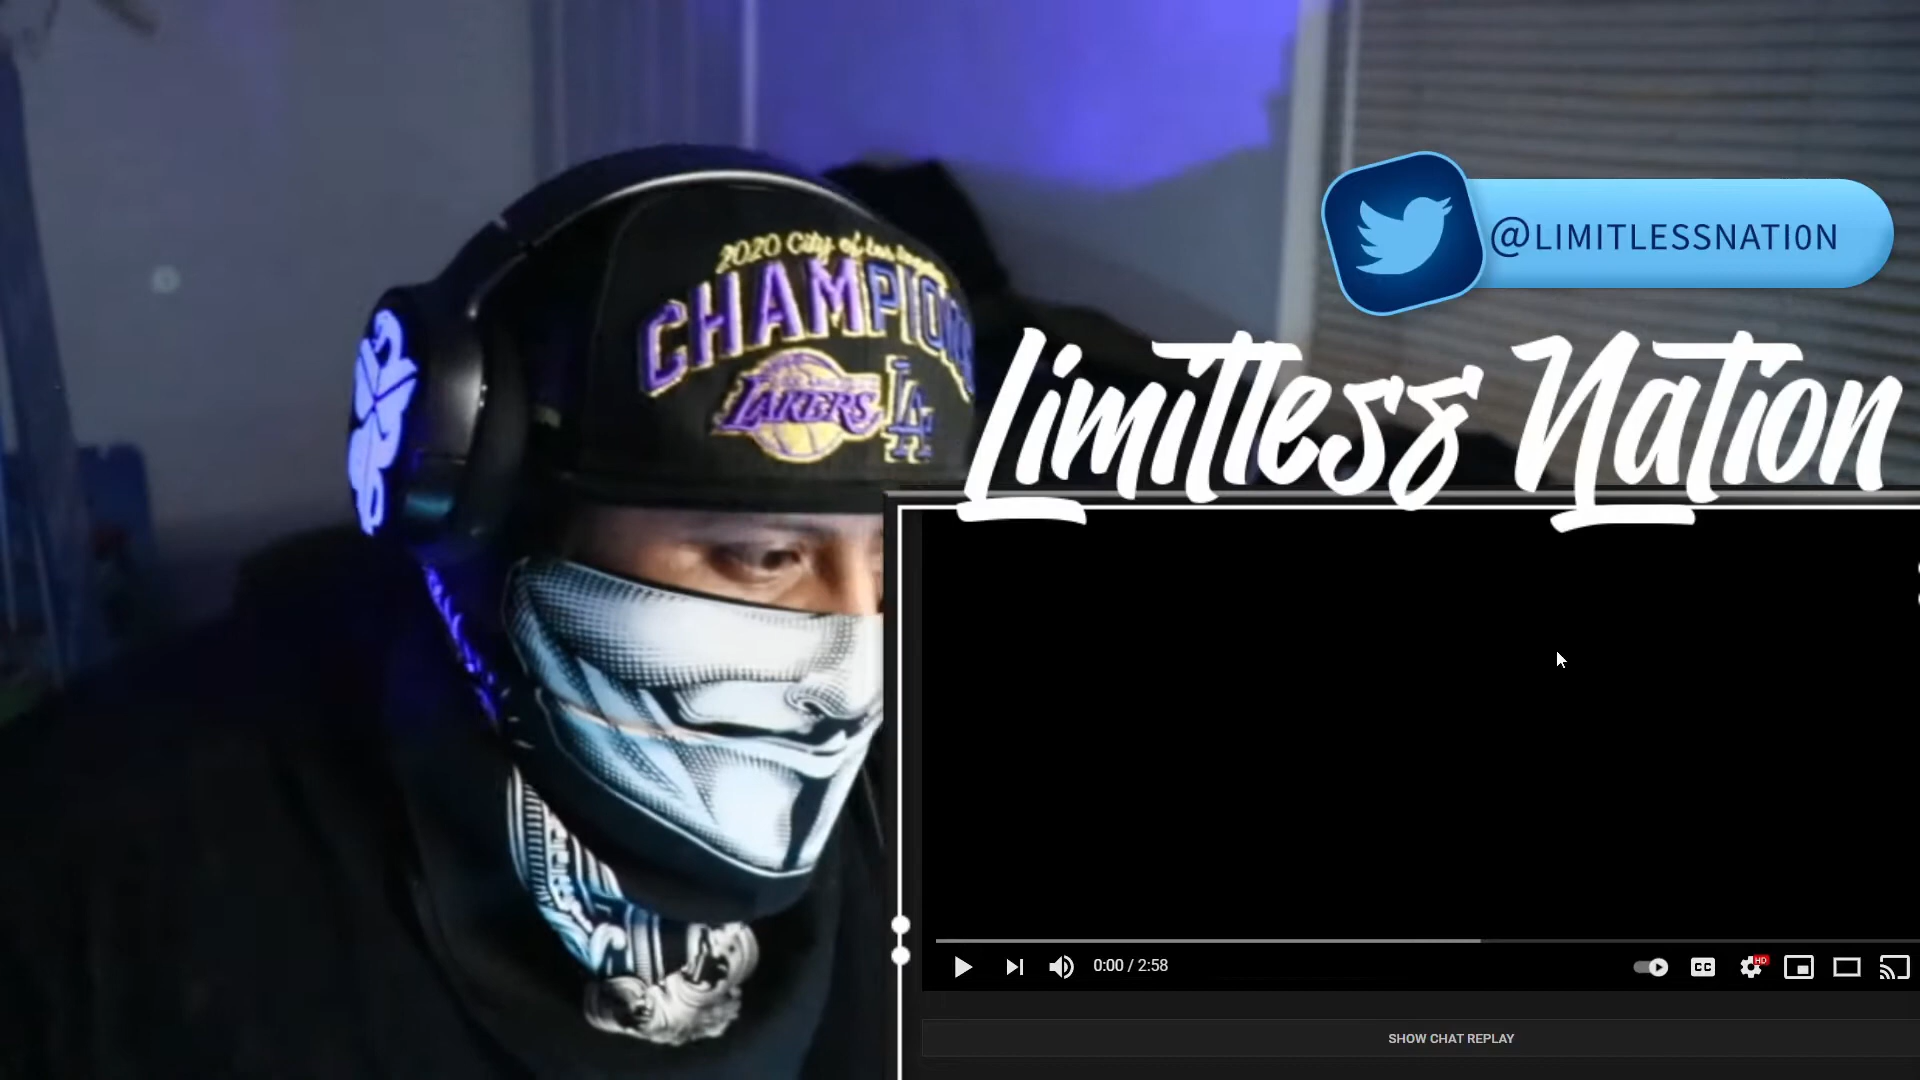 2020 City of Los Angeles
CHAMPIONS
LAKERS
LA
@LIMITLESSNATI0N
Limitless Nation
0:00 / 2:58
CC
HD
SHOW CHAT REPLAY